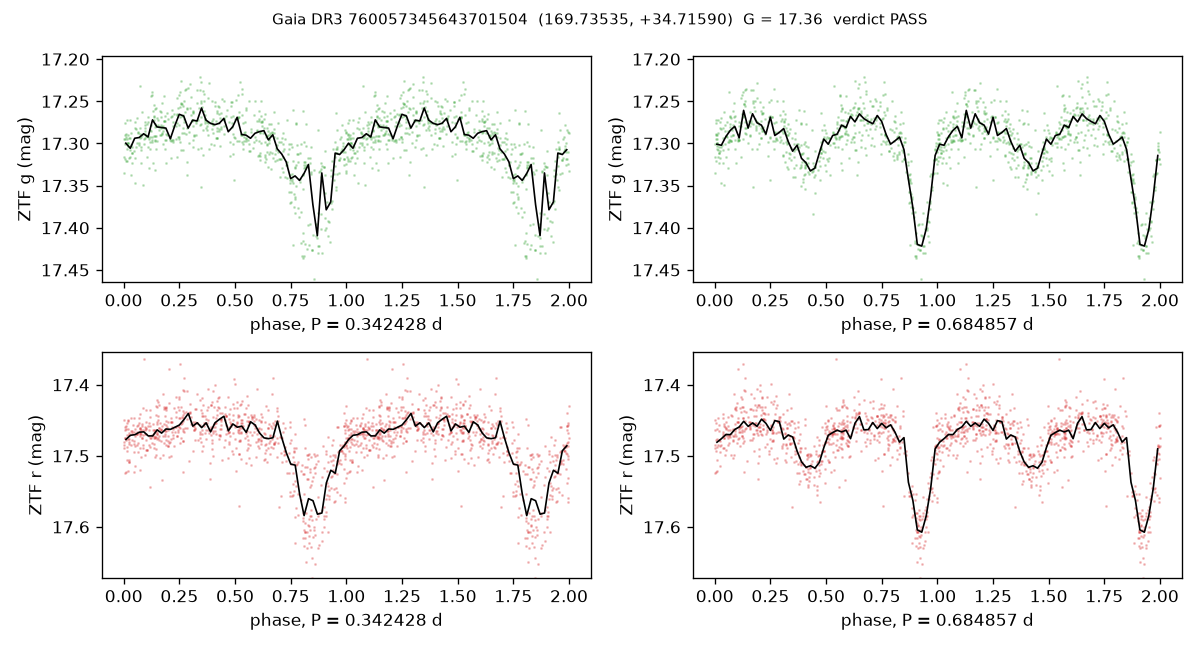 Gaia DR3 760057345643701504 (169.73535, +34.71590) G = 17.36 verdict PASS
ZTF g (mag)
17.20
17.25
17.30
17.35
17.40
17.45
0.00 0.25 0.50 0.75 1.00 1.25 1.50 1.75 2.00
phase, P = 0.342428 d
ZTF g (mag)
17.20
17.25
17.30
17.35
17.40
17.45
0.00 0.25 0.50 0.75 1.00 1.25 1.50 1.75 2.00
phase, P = 0.684857 d
ZTF r (mag)
17.4
17.5
17.6
0.00 0.25 0.50 0.75 1.00 1.25 1.50 1.75 2.00
phase, P = 0.342428 d
ZTF r (mag)
17.4
17.5
17.6
0.00 0.25 0.50 0.75 1.00 1.25 1.50 1.75 2.00
phase, P = 0.684857 d